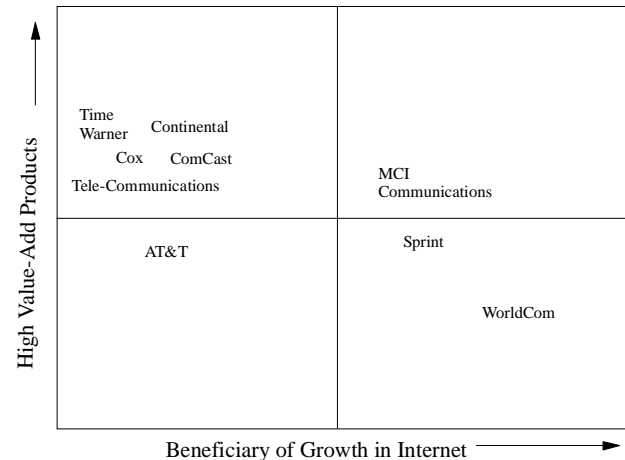 High Value-Add Products
Time
Warner
Continental
Cox
ComCast
Tele-Communications
MCI
Communications
AT&T
Sprint
WorldCom
Beneficiary of Growth in Internet